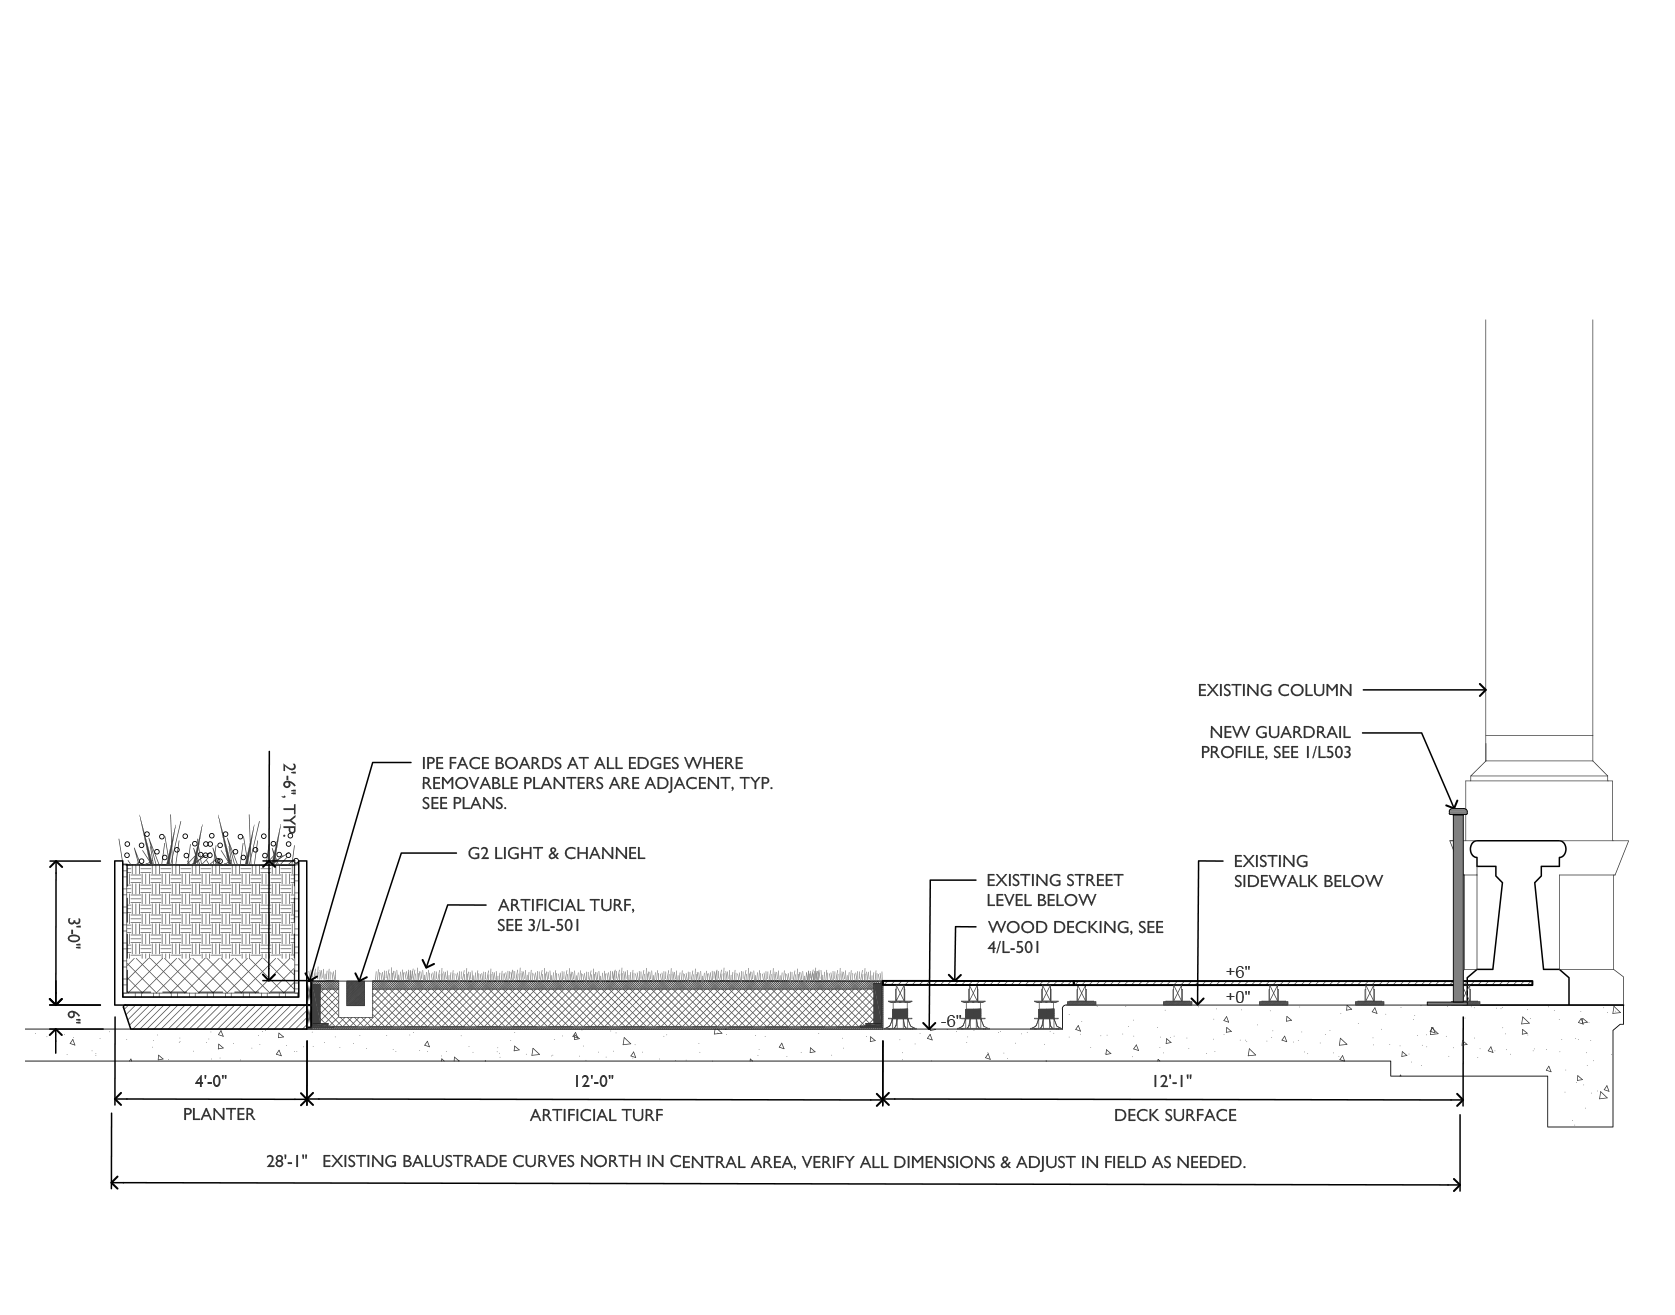 EXISTING COLUMN
NEW GUARDRAIL
PROFILE, SEE 1/L503
2'-6", TYP.
IPE FACE BOARDS AT ALL EDGES WHERE
REMOVABLE PLANTERS ARE ADJACENT, TYP.
SEE PLANS.
G2 LIGHT & CHANNEL
ARTIFICIAL TURF,
SEE 3/L-501
EXISTING STREET
LEVEL BELOW
WOOD DECKING, SEE
4/L-501
EXISTING
SIDEWALK BELOW
3'-0"
6"
+6"
+0"
-6"
4'-0"
12'-0"
12'-1"
PLANTER
ARTIFICIAL TURF
DECK SURFACE
28'-1" EXISTING BALUSTRADE CURVES NORTH IN CENTRAL AREA, VERIFY ALL DIMENSIONS & ADJUST IN FIELD AS NEEDED.